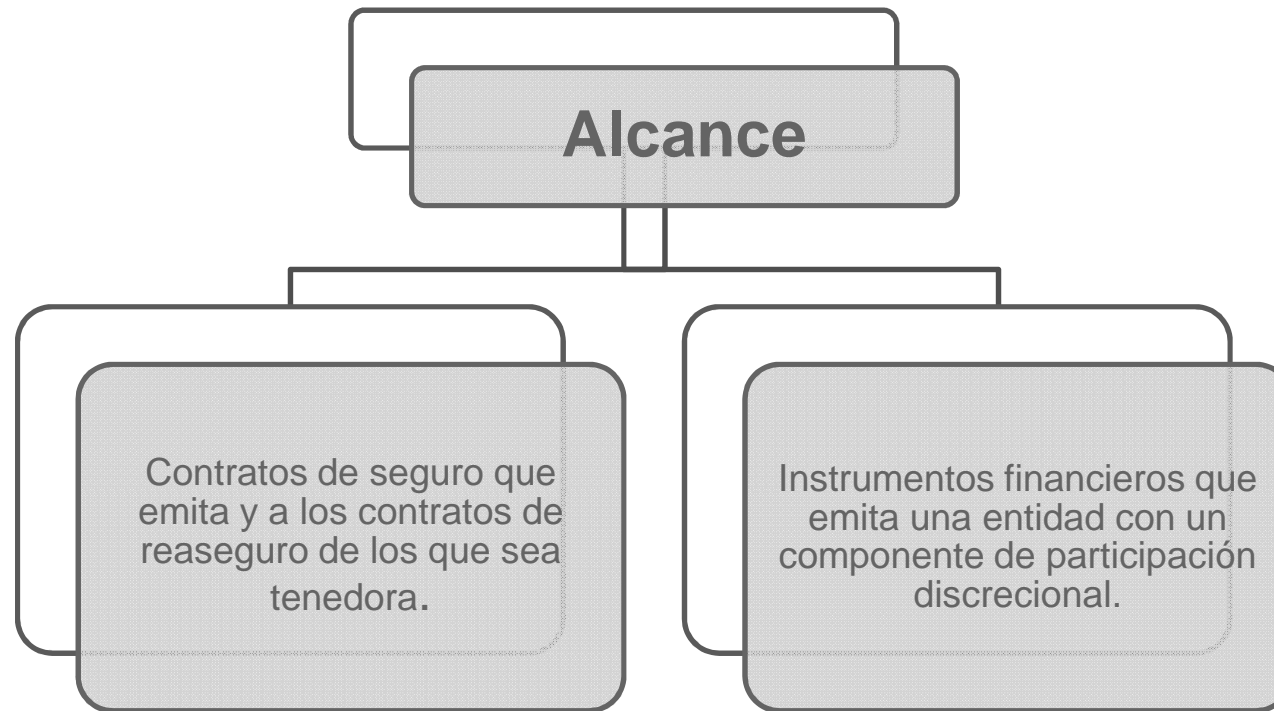 Alcance
Contratos de seguro que
emita y a los contratos de
reaseguro de los que sea
tenedora.
Instrumentos financieros que
emita una entidad con un
componente de participación
discrecional.